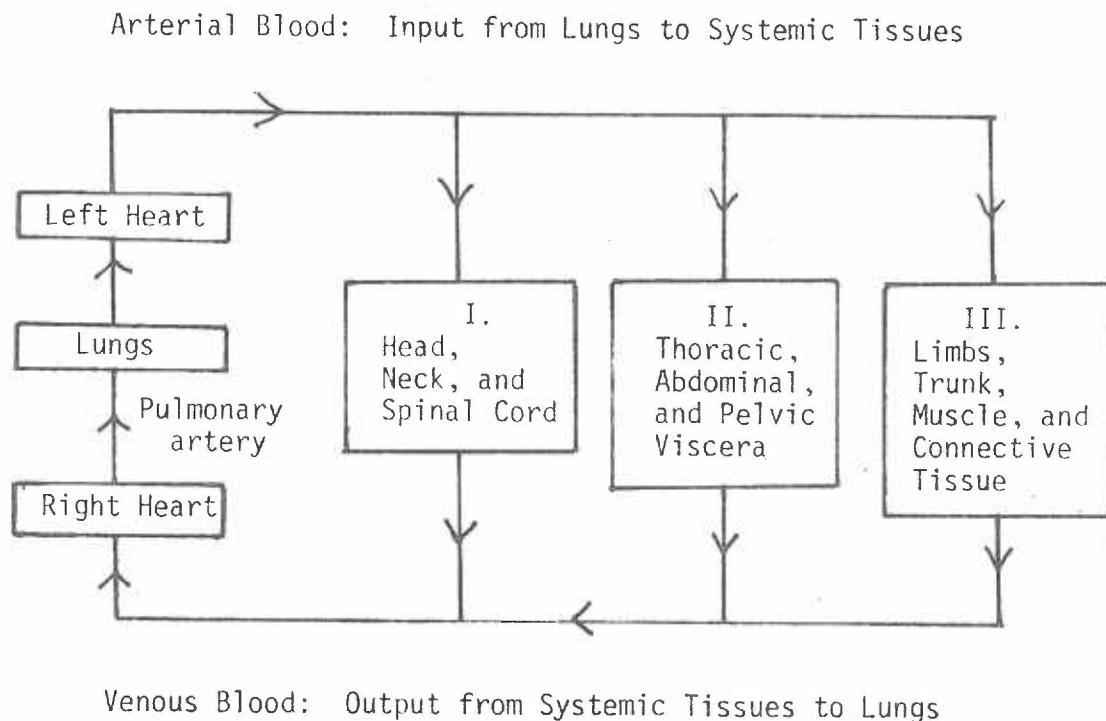 Arterial Blood: Input from Lungs to Systemic Tissues
Left Heart
Lungs
Pulmonary
artery
Right Heart
I.
Head,
Neck, and
Spinal Cord
II.
Thoracic,
Abdominal,
and Pelvic
Viscera
III.
Limbs,
Trunk,
Muscle, and
Connective
Tissue
Venous Blood: Output from Systemic Tissues to Lungs